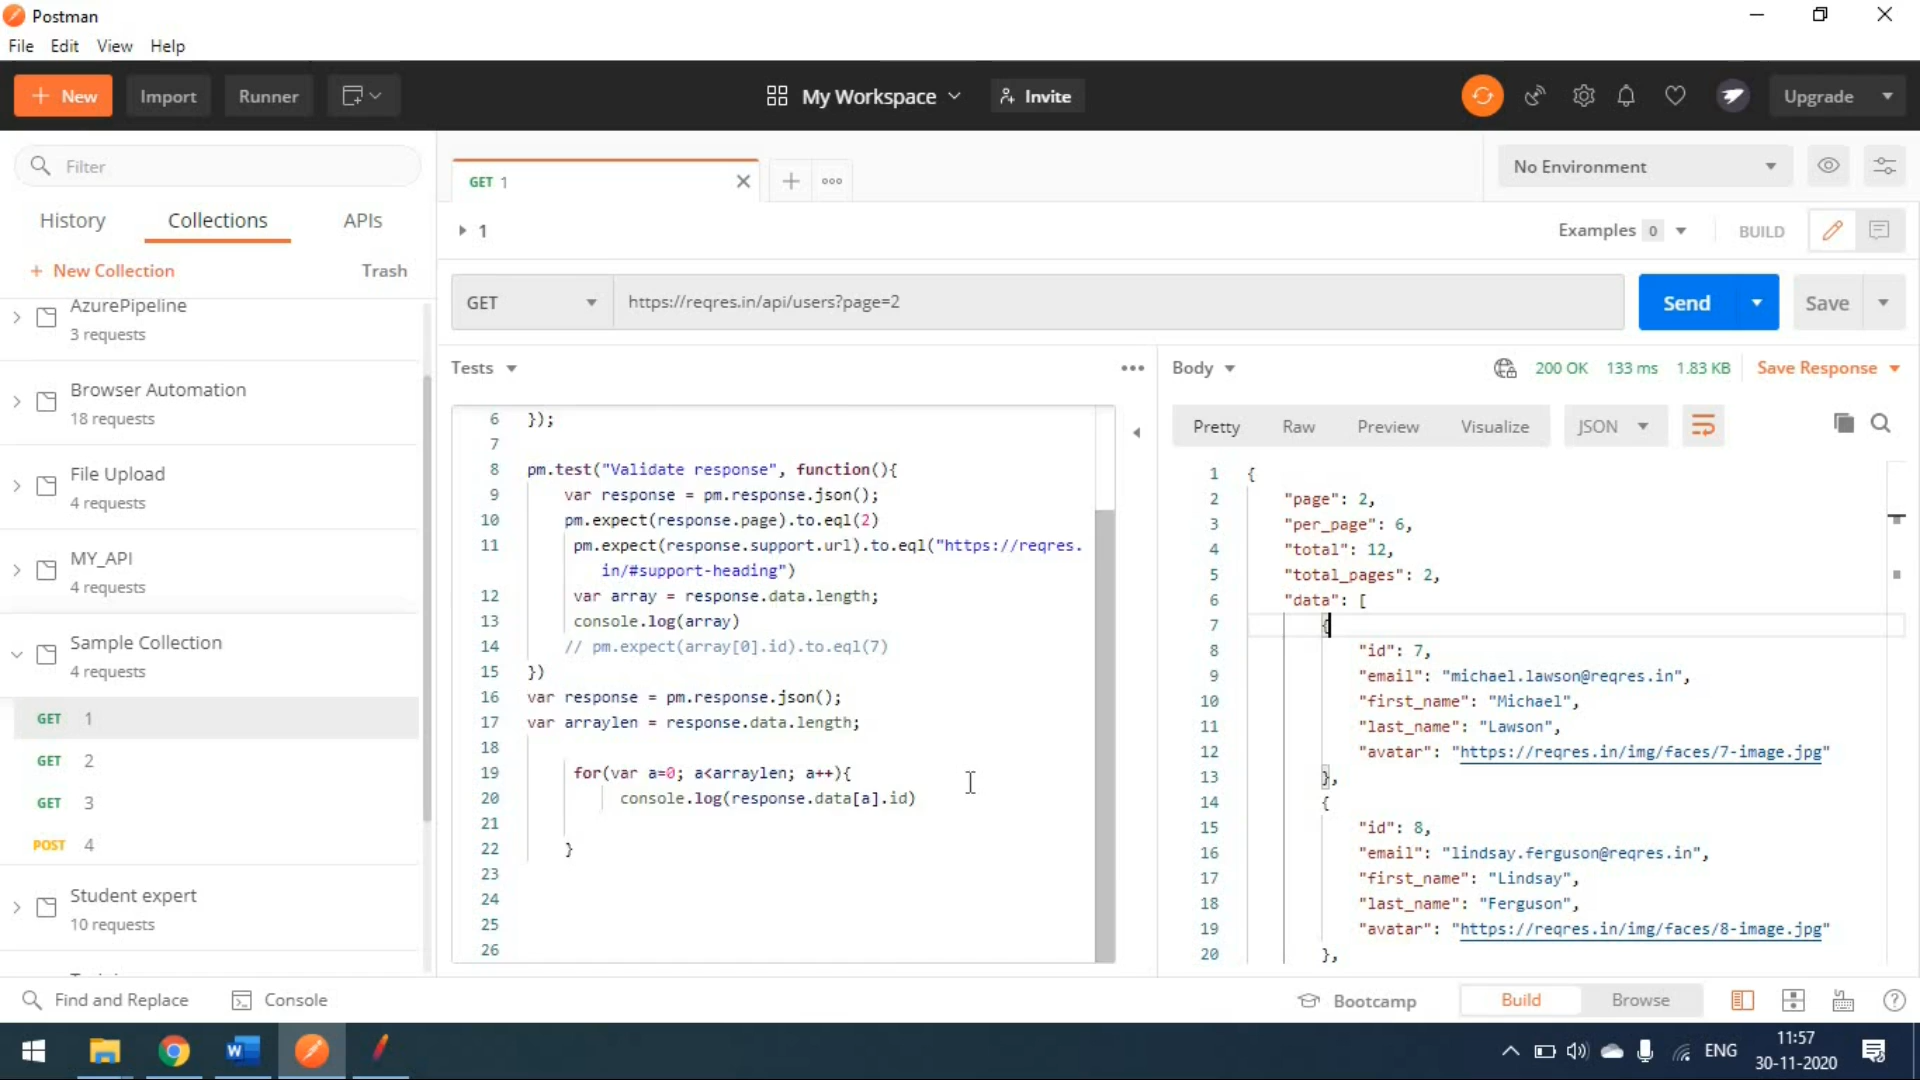 Postman
File Edit View Help
New Import Runner My Workspace Invite Upgrade
Filter
History Collections APIs
+ New Collection Trash
AzurePipeline
3 requests
Browser Automation
18 requests
File Upload
4 requests
MY_API
4 requests
Sample Collection
4 requests
GET 1
GET 2
GET 3
POST 4
Student expert
10 requests
GET 1
No Environment
1
Examples 0 BUILD
GET https://reqres.in/api/users?page=2 Send Save
Tests
6 });
7
8 pm.test("Validate response", function(){
9 var response = pm.response.json();
10 pm.expect(response.page).to.eql(2)
11 pm.expect(response.support.url).to.eql("https://reqres.
in/#support-heading")
12 var array = response.data.length;
13 console.log(array)
14 // pm.expect(array[0].id).to.eql(7)
15 })
16 var response = pm.response.json();
17 var arraylen = response.data.length;
18
19 for(var a=0; a<arraylen; a++){
20 console.log(response.data[a].id)
21
22 }
23
24
25
26
Body 200 OK 133 ms 1.83 KB Save Response
Pretty Raw Preview Visualize JSON
1 {
2 "page": 2,
3 "per_page": 6,
4 "total": 12,
5 "total_pages": 2,
6 "data": [
7 {
8 "id": 7,
9 "email": "michael.lawson@reqres.in",
10 "first_name": "Michael",
11 "last_name": "Lawson",
12 "avatar": "https://reqres.in/img/faces/7-image.jpg"
13 },
14 {
15 "id": 8,
16 "email": "lindsay.ferguson@reqres.in",
17 "first_name": "Lindsay",
18 "last_name": "Ferguson",
19 "avatar": "https://reqres.in/img/faces/8-image.jpg"
20 },
Find and Replace Console Bootcamp Build Browse
ENG 11:57
30-11-2020